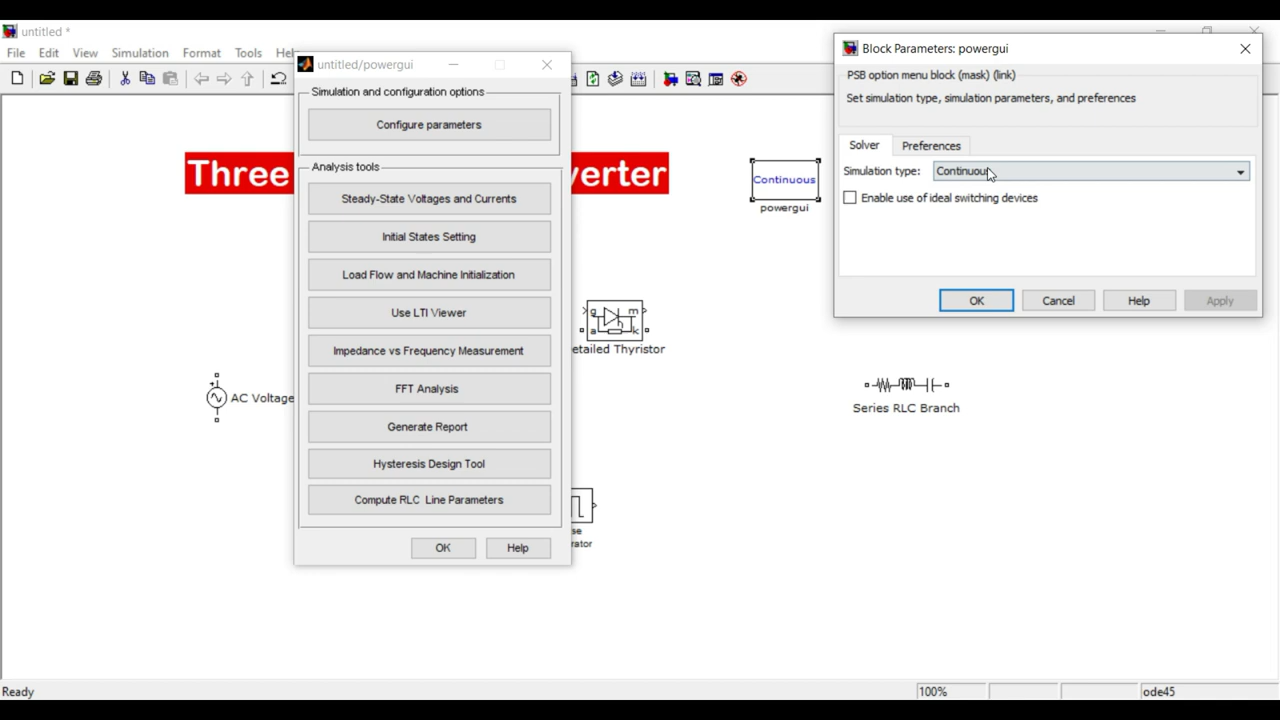 untitled *
File Edit View Simulation Format Tools Help
untitled/powergui
Simulation and configuration options
Configure parameters
Analysis tools
Steady-State Voltages and Currents
Initial States Setting
Load Flow and Machine Initialization
Use LTI Viewer
Impedance vs Frequency Measurement
FFT Analysis
Generate Report
Hysteresis Design Tool
Compute RLC Line Parameters
OK Help
Block Parameters: powergui
PSB option menu block (mask) (link)
Set simulation type, simulation parameters, and preferences
Solver Preferences
Simulation type: Continuous
Enable use of ideal switching devices
OK Cancel Help Apply
Three
verter
Continuous
powergui
g m
a k
etailed Thyristor
AC Voltage
Series RLC Branch
se
rator
Ready 100% ode45